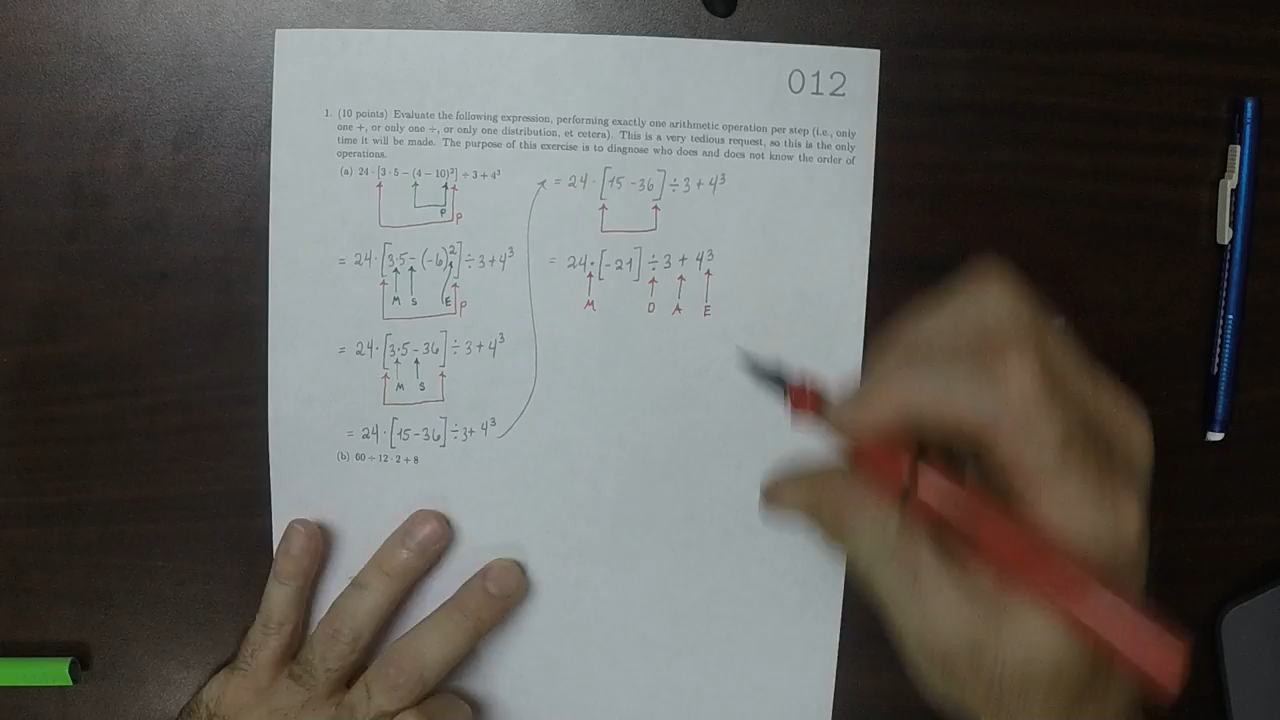 012
1. (10 points) Evaluate the following expression, performing exactly one arithmetic operation per step (i.e., only
one +, or only one ÷, or only one distribution, et cetera). This is a very tedious request, so this is the only
time it will be made. The purpose of this exercise is to diagnose who does and does not know the order of
operations.
(a) 24 · [3 · 5 − (4 − 10)²] ÷ 3 + 4³
P
P
= 24 · [3·5 − (−6)²] ÷ 3 + 4³
M S E P
= 24 · [3·5 − 36] ÷ 3 + 4³
M S
= 24 · [15 − 36] ÷ 3 + 4³
= 24 · [15 − 36] ÷ 3 + 4³
= 24 · [−21] ÷ 3 + 4³
M D A E
(b) 60 ÷ 12 · 2 + 8